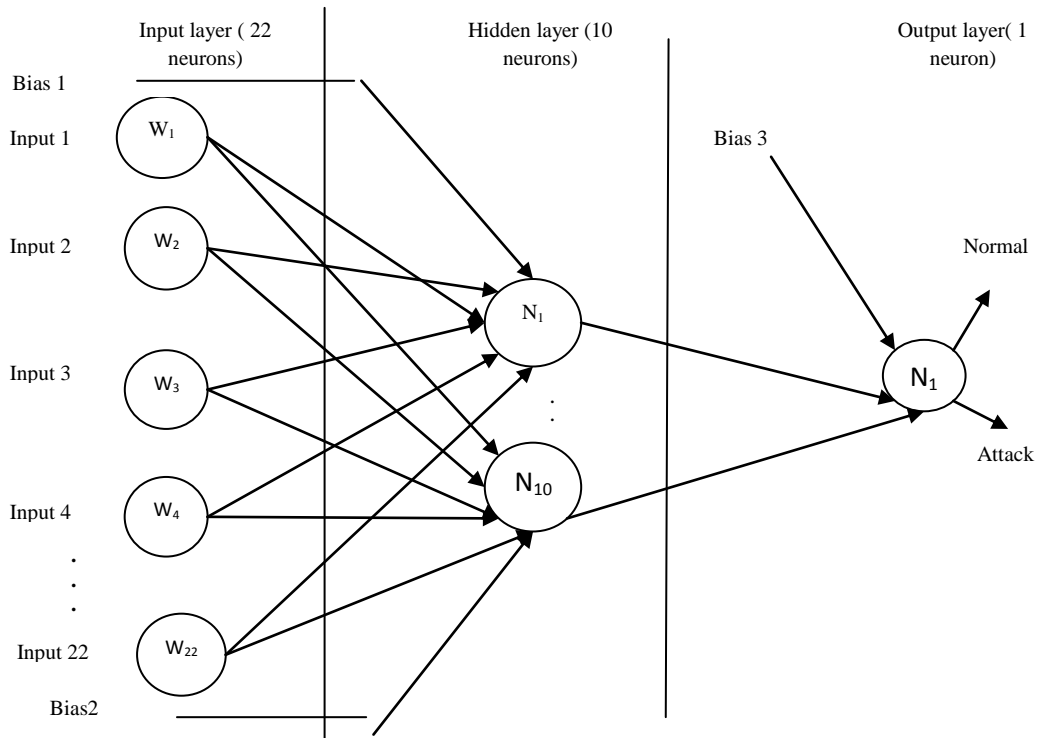 Input layer ( 22
neurons)
Hidden layer (10
neurons)
Output layer( 1
neuron)
Bias 1
Input 1
W1
Bias 3
Input 2
W2
Normal
N1
Input 3
W3
N1
Attack
N10
Input 4
W4
Input 22
W22
Bias2